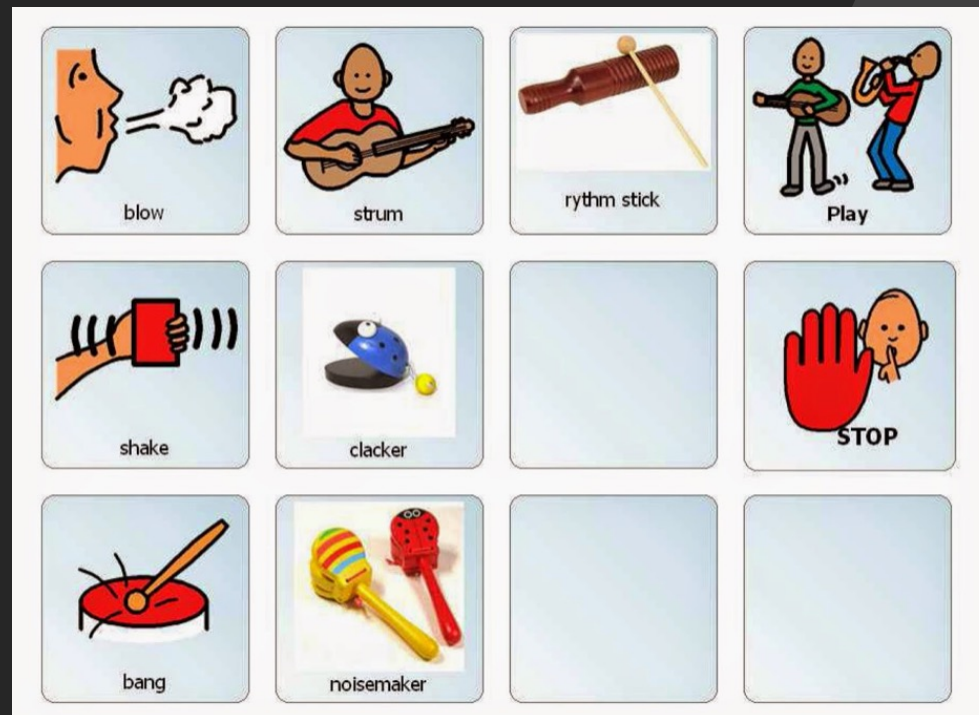 blow
strum
rythm stick
Play
shake
clacker
STOP
bang
noisemaker